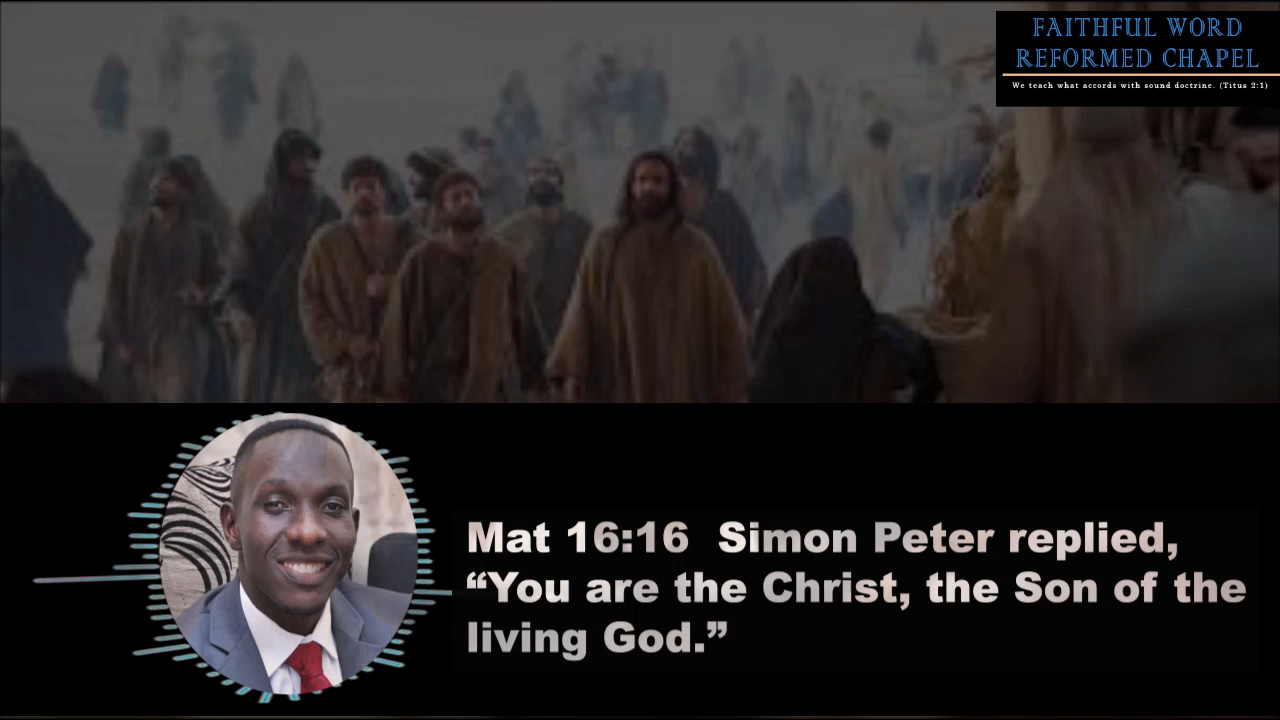 FAITHFUL WORD
REFORMED CHAPEL
We teach what accords with sound doctrine. (Titus 2:1)
Mat 16:16  Simon Peter replied,
“You are the Christ, the Son of the
living God.”